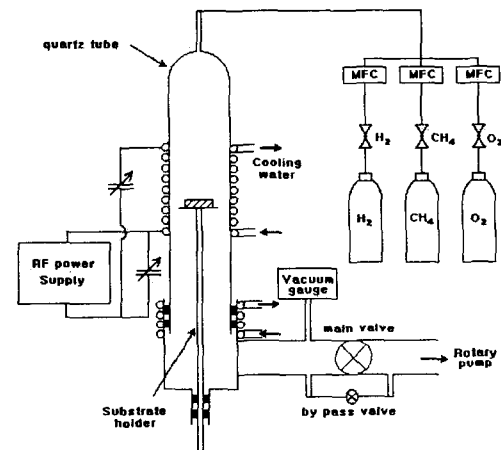 quartz tube
MFC
MFC
MFC
H₂
CH₄
O₂
Cooling
water
H₂
CH₄
O₂
RF power
Supply
Vacuum
gauge
main valve
Rotary
pump
Substrate
holder
by pass valve